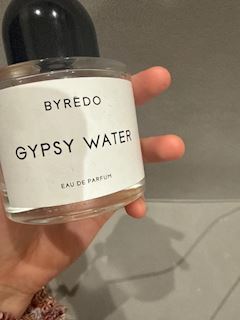 BYREDO
GYPSY WATER
EAU DE PARFUM